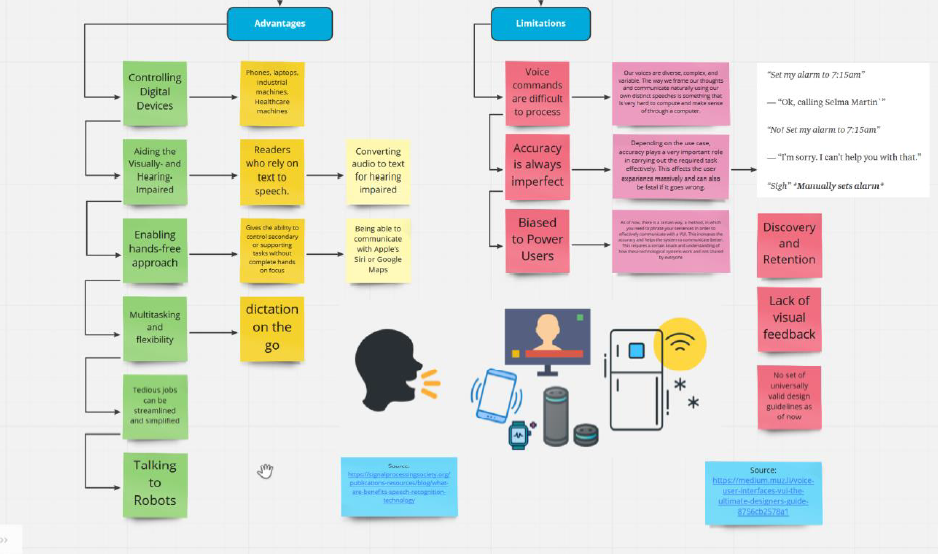 Advantages
Controlling
Digital
Devices
Phones, laptops,
industrial
machines,
Healthcare
machines
Aiding the
Visually- and
Hearing-
Impaired
Readers
who rely on
text to
speech.
Converting
audio to text
for hearing
impaired
Enabling
hands-free
approach
Gives the ability to
control secondary
or supporting
tasks without
complete hands
on focus
Being able to
communicate
with Apple's
Siri or Google
Maps
Multitasking
and
flexibility
dictation
on the
go
Tedious jobs
can be
streamlined
and simplified
Talking
to
Robots
Source:
https://signalprocessingsociety.org/
publications-resources/blog/what-
are-benefits-speech-recognition-
technology
Limitations
Voice
commands
are difficult
to process
Our voices are diverse, complex, and
variable. The way we frame our thoughts
and communicate naturally using our
own distinct speeches is something that
is very hard to compute and make sense
of through a computer.
"Set my alarm to 7:15am"
— "Ok, calling Selma Martin`"
"No! Set my alarm to 7:15am"
— "I'm sorry. I can't help you with that."
"Sigh" *Manually sets alarm*
Accuracy
is always
imperfect
Depending on the use case,
accuracy plays a very important role
in carrying out the required task
effectively. This affects the user
experience massively and can also
be fatal if it goes wrong.
Biased
to Power
Users
As of now, there is a certain way, a method, in which
you need to phrase your sentences in order to
effectively communicate with a
accuracy and helps the system communicate better.
This requires a certain
how these technological systems work and
by everyone
Discovery
and
Retention
Lack of
visual
feedback
No set of
universally
valid design
guidelines as
of now
Source:
https://medium.muz.li/voice-
user-interfaces-vui-the-
ultimate-designers-guide-
8756cb2578a1